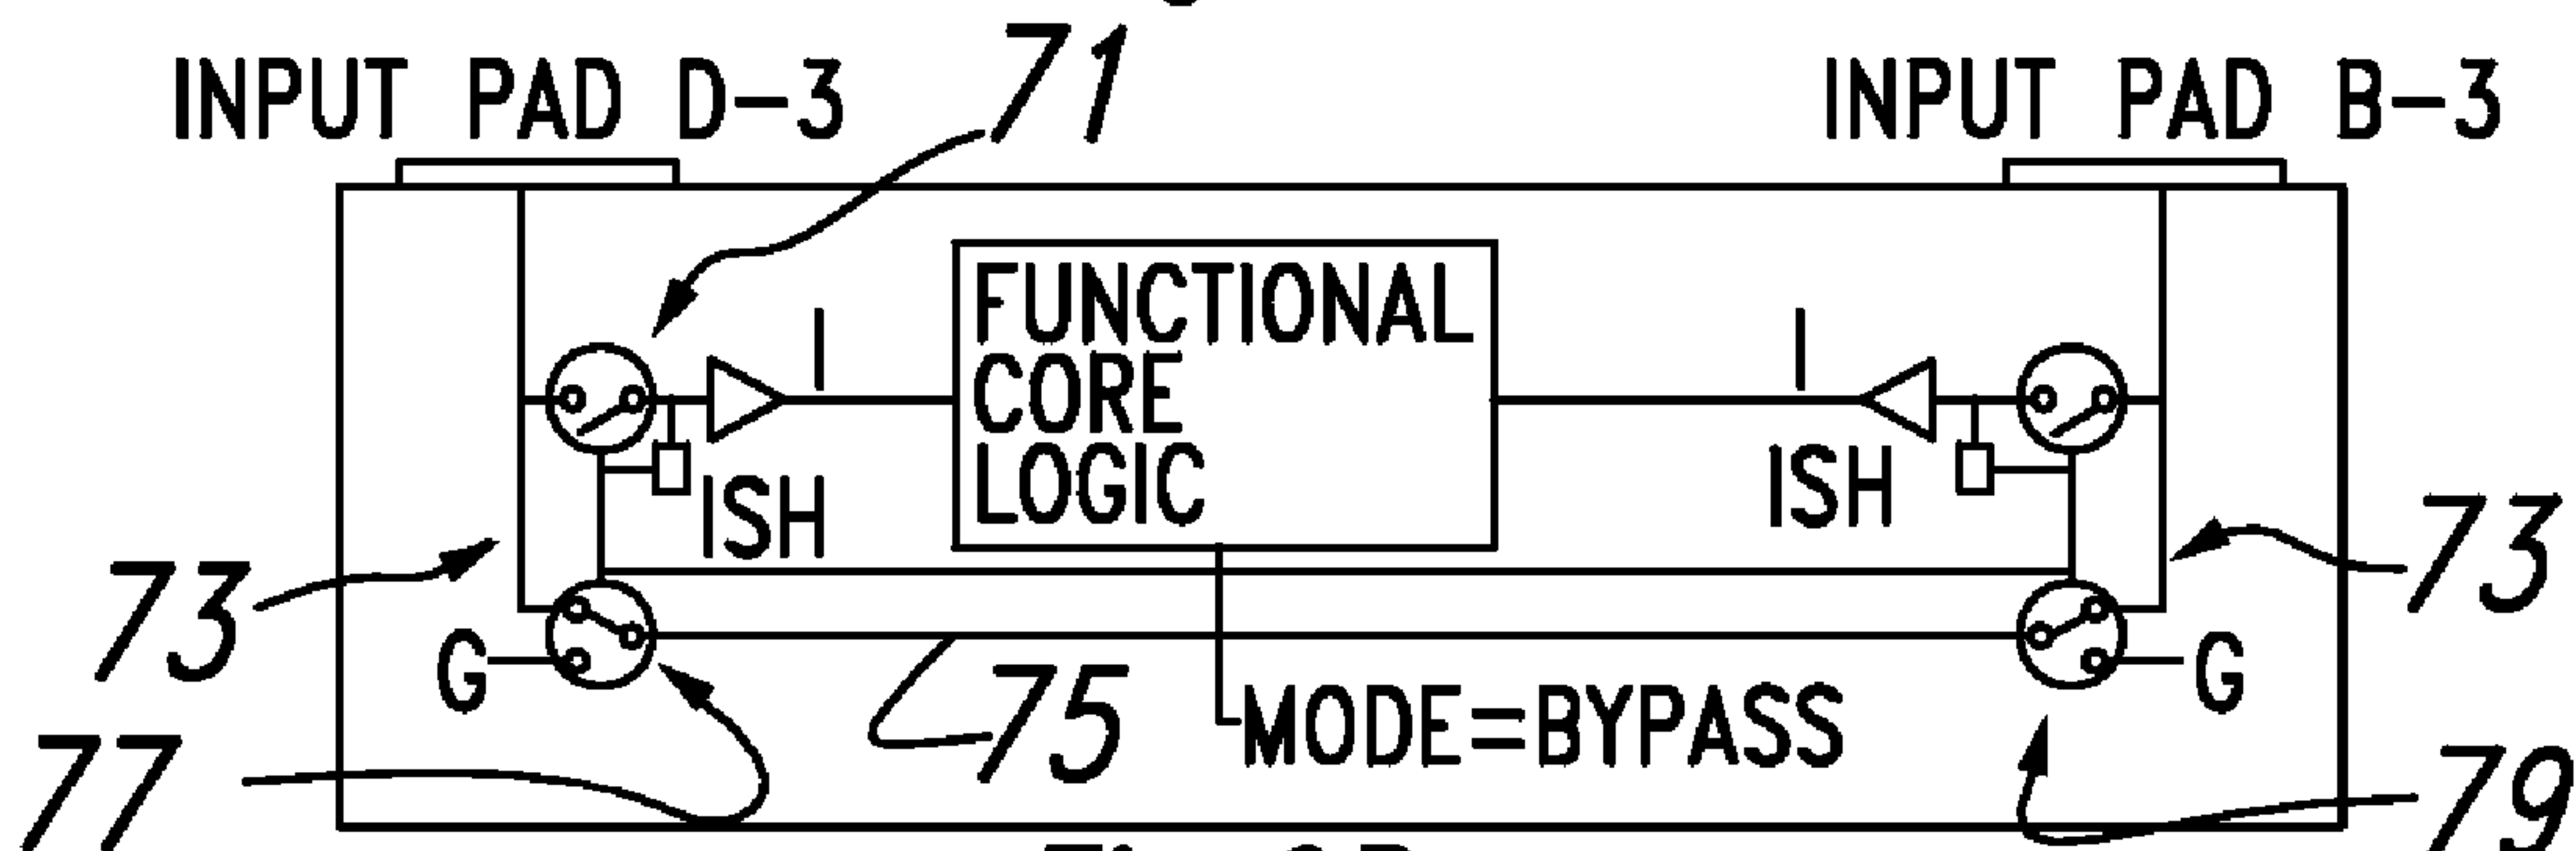 71
INPUT PAD D-3
INPUT PAD B-3
I
FUNCTIONAL
CORE
LOGIC
I
ISH
ISH
73
73
G
G
75
MODE=BYPASS
77
79